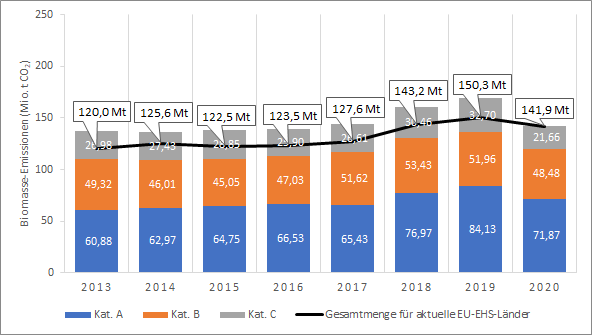 250
200
150
100
50
0
Biomasse-Emissionen (Mio. t CO₂)
120,0 Mt
125,6 Mt
122,5 Mt
123,5 Mt
127,6 Mt
143,2 Mt
150,3 Mt
141,9 Mt
27,43
32,70
21,66
49,32
46,01
45,05
47,03
51,62
53,43
51,96
48,48
60,88
62,97
64,75
66,53
65,43
76,97
84,13
71,87
2013 2014 2015 2016 2017 2018 2019 2020
Kat. A Kat. B Kat. C Gesamtmenge für aktuelle EU-EHS-Länder